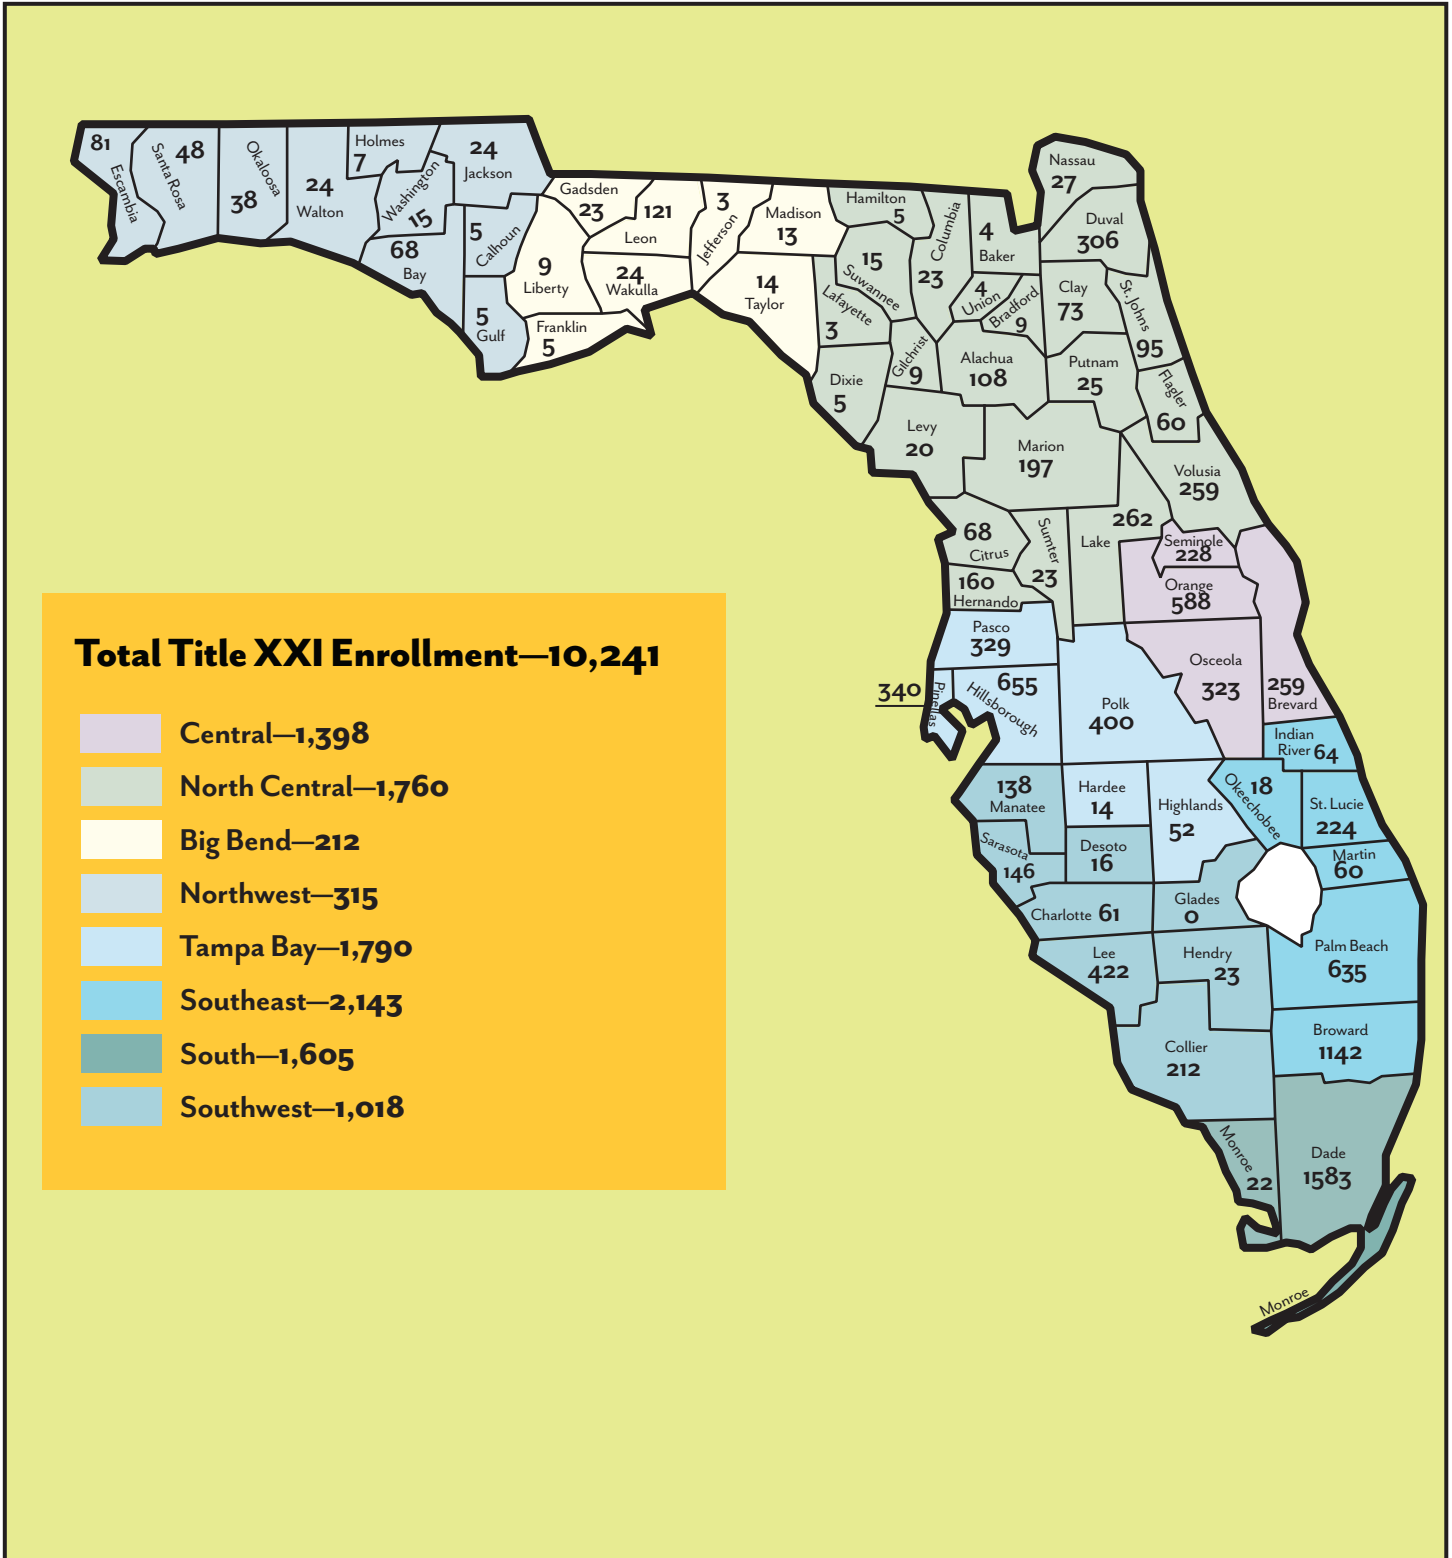 81
Escambia
Santa Rosa
48
Okaloosa
38
24
Walton
Holmes
7
Washington
15
24
Jackson
68
Bay
5
Calhoun
5
Gulf
Gadsden
23
121
Leon
9
Liberty
24
Wakulla
Franklin
5
3
Jefferson
Madison
13
14
Taylor
Hamilton
5
15
Suwannee
Lafayette
3
Columbia
23
4
Baker
Nassau
27
Duval
306
4
Union
Bradford
9
Clay
73
St. Johns
95
Gilchrist
9
Alachua
108
Putnam
25
Flagler
60
Dixie
5
Levy
20
Marion
197
Volusia
259
68
Citrus
Sumter
23
262
Lake
Seminole
228
160
Hernando
Orange
588
Pasco
329
Osceola
323
259
Brevard
340
Pinellas
655
Hillsborough
Polk
400
Indian
River 64
138
Manatee
Hardee
14
Highlands
52
18
Okeechobee
St. Lucie
224
Sarasota
146
Desoto
16
Martin
60
Charlotte 61
Glades
0
Lee
422
Hendry
23
Palm Beach
635
Collier
212
Broward
1142
Monroe
22
Dade
1583
Monroe
Total Title XXI Enrollment—10,241
Central—1,398
North Central—1,760
Big Bend—212
Northwest—315
Tampa Bay—1,790
Southeast—2,143
South—1,605
Southwest—1,018